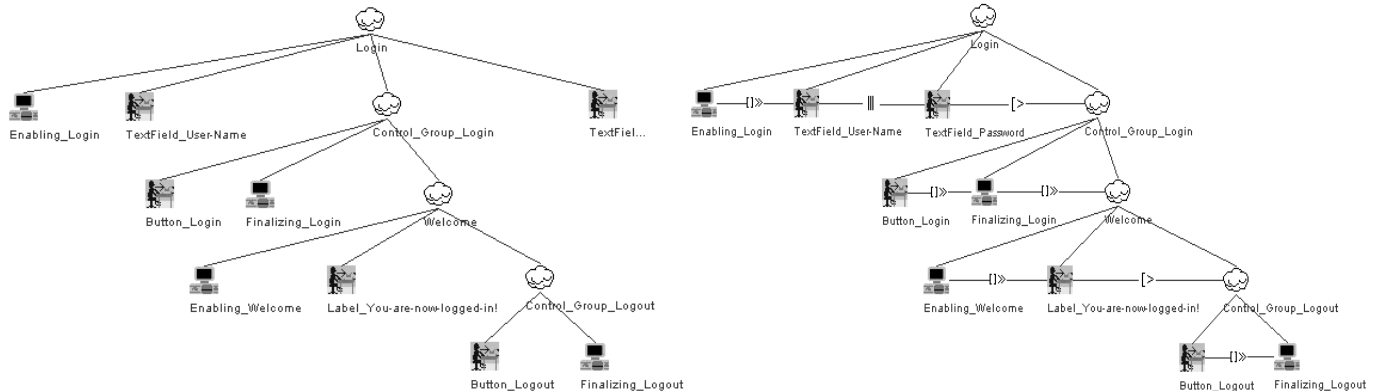 Login
Enabling_Login
TextField_User-Name
Control_Group_Login
TextFiel...
Button_Login
Finalizing_Login
Welcome
Enabling_Welcome
Label_You-are-now-logged-in!
Control_Group_Logout
Button_Logout
Finalizing_Logout
Login
[]»
|||
[>
Enabling_Login
TextField_User-Name
TextField_Password
Control_Group_Login
[]»
[]»
Button_Login
Finalizing_Login
Welcome
[]»
[>
Enabling_Welcome
Label_You-are-now-logged-in!
Control_Group_Logout
[]»
Button_Logout
Finalizing_Logout